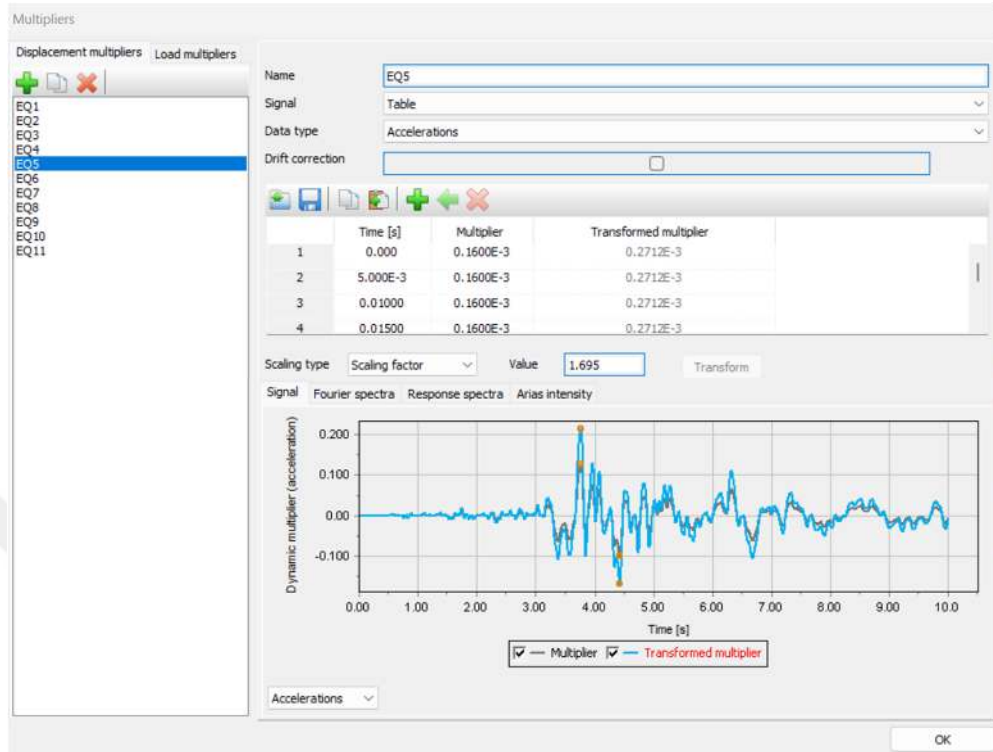 Multipliers
Displacement multipliers Load multipliers
EQ1
EQ2
EQ3
EQ4
EQ5
EQ6
EQ7
EQ8
EQ9
EQ10
EQ11
Name EQ5
Signal Table
Data type Accelerations
Drift correction
Time [s] Multiplier Transformed multiplier
1 0.000 0.1600E-3 0.2712E-3
2 5.000E-3 0.1600E-3 0.2712E-3
3 0.01000 0.1600E-3 0.2712E-3
4 0.01500 0.1600E-3 0.2712E-3
Scaling type Scaling factor Value 1.695 Transform
Signal Fourier spectra Response spectra Arias intensity
Dynamic multiplier (acceleration)
0.200
0.100
0.00
-0.100
0.00 1.00 2.00 3.00 4.00 5.00 6.00 7.00 8.00 9.00 10.0
Time [s]
Multiplier Transformed multiplier
Accelerations
OK